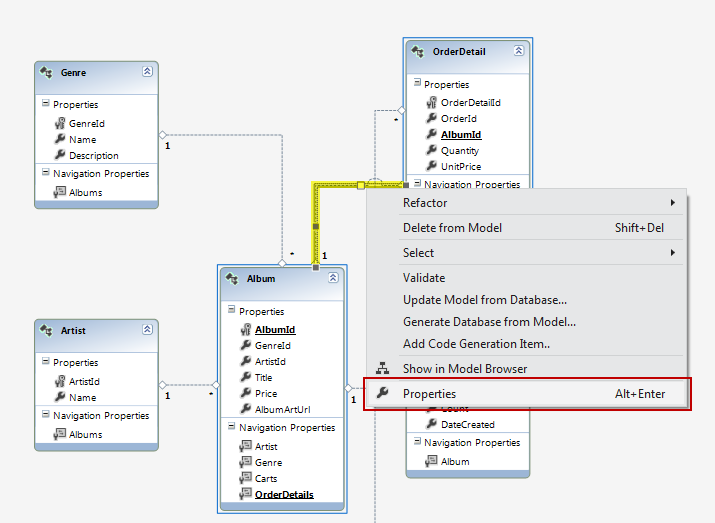 Genre
Properties
GenreId
Name
Description
Navigation Properties
Albums
1
*
OrderDetail
Properties
OrderDetailId
OrderId
AlbumId
Quantity
UnitPrice
Navigation Properties
*
1
Artist
Properties
ArtistId
Name
Navigation Properties
Albums
1
*
Album
Properties
AlbumId
GenreId
ArtistId
Title
Price
AlbumArtUrl
Navigation Properties
Artist
Genre
Carts
OrderDetails
1
Refactor
Delete from Model Shift+Del
Select
Validate
Update Model from Database...
Generate Database from Model...
Add Code Generation Item..
Show in Model Browser
Properties Alt+Enter
Count
DateCreated
Navigation Properties
Album